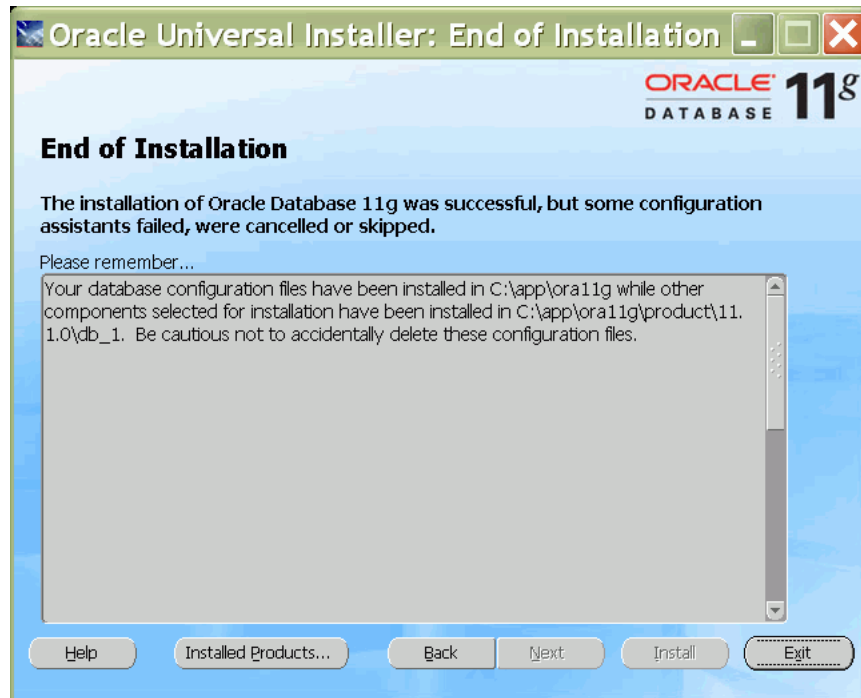 Oracle Universal Installer: End of Installation
ORACLE® 11g
DATABASE
End of Installation
The installation of Oracle Database 11g was successful, but some configuration
assistants failed, were cancelled or skipped.
Please remember...
Your database configuration files have been installed in C:\app\ora11g while other
components selected for installation have been installed in C:\app\ora11g\product\11.
1.0\db_1.  Be cautious not to accidentally delete these configuration files.
Help
Installed Products...
Back
Next
Install
Exit